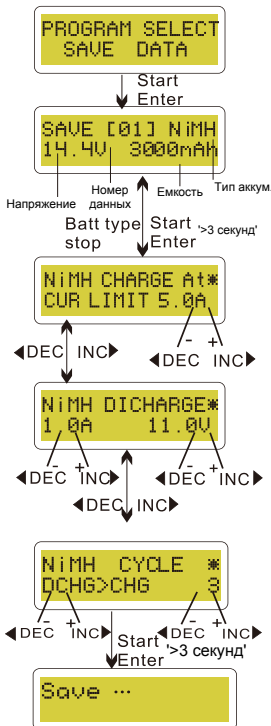 PROGRAM SELECT
SAVE DATA
Start
Enter
SAVE [01] NiMH
14.4V 3000mAh
Напряжение
Номер
данных
Емкость
Тип аккум.
Batt type
stop
Start
Enter
'>3 секунд'
NiMH CHARGE At*
CUR LIMIT 5.0A
◀DEC INC▶
- +
◀DEC INC▶
NiMH DICHARGE*
1.0A 11.0V
- +
◀DEC INC▶
- +
◀DEC INC▶
◀DEC INC▶
NiMH CYCLE *
DCHG>CHG 3
- +
◀DEC INC▶
- +
◀DEC INC▶
Start
Enter
'>3 секунд'
Save ...